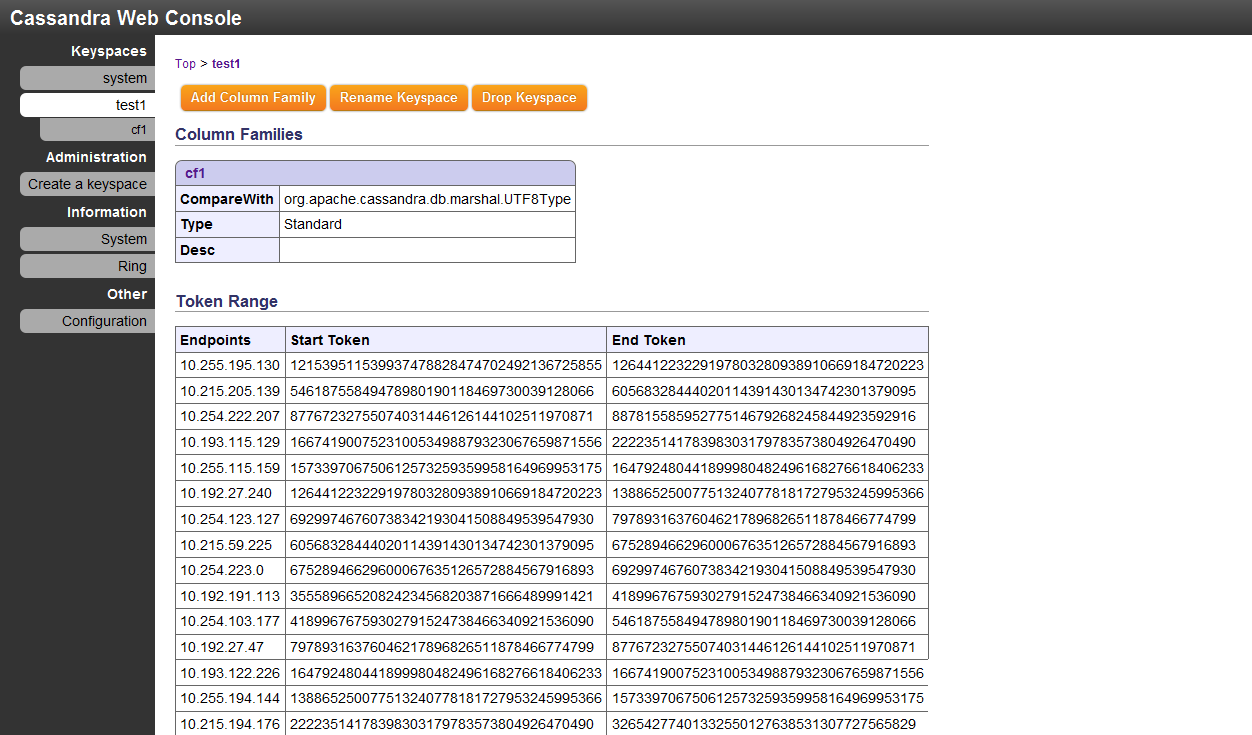 Cassandra Web Console
Keyspaces
system
test1
cf1
Administration
Create a keyspace
Information
System
Ring
Other
Configuration
Top > test1
Add Column Family Rename Keyspace Drop Keyspace
Column Families
cf1
CompareWith org.apache.cassandra.db.marshal.UTF8Type
Type Standard
Desc
Token Range
Endpoints Start Token End Token
10.255.195.130 121539511539937478828474702492136725855 126441223229197803280938910669184720223
10.215.205.139 54618755849478980190118469730039128066 60568328444020114391430134742301379095
10.254.222.207 87767232755074031446126144102511970871 88781558595277514679268245844923592916
10.193.115.129 166741900752310053498879323067659871556 22223514178398303179783573804926470490
10.255.115.159 157339706750612573259359958164969953175 164792480441899980482496168276618406233
10.192.27.240 126441223229197803280938910669184720223 138865250077513240778181727953245995366
10.254.123.127 69299746760738342193041508849539547930 79789316376046217896826511878466774799
10.215.59.225 60568328444020114391430134742301379095 67528946629600067635126572884567916893
10.254.223.0 67528946629600067635126572884567916893 69299746760738342193041508849539547930
10.192.191.113 35558966520824234568203871666489991421 41899676759302791524738466340921536090
10.254.103.177 41899676759302791524738466340921536090 54618755849478980190118469730039128066
10.192.27.47 79789316376046217896826511878466774799 87767232755074031446126144102511970871
10.193.122.226 164792480441899980482496168276618406233 166741900752310053498879323067659871556
10.255.194.144 138865250077513240778181727953245995366 157339706750612573259359958164969953175
10.215.194.176 22223514178398303179783573804926470490 32654277401332550127638531307727565829